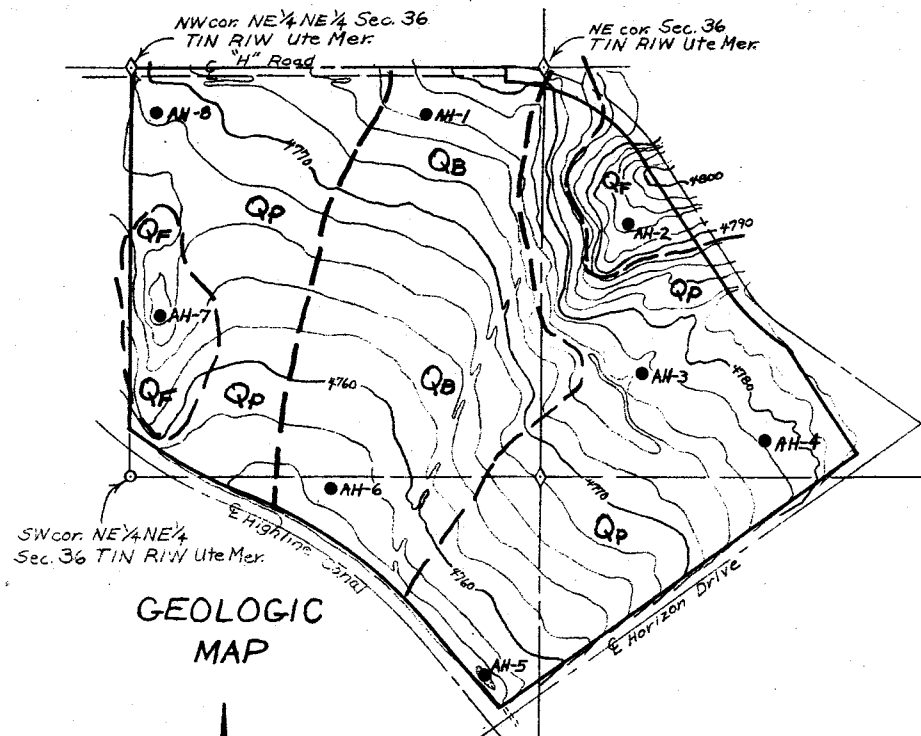 NW cor. NE¼NE¼ Sec. 36
T1N R1W Ute Mer.
NE cor. Sec. 36
T1N R1W Ute Mer.
℄ "H" Road
AH-8
AH-1
4770
QB
QF
4800
AH-2
4790
QP
QF
QP
AH-7
AH-3
4780
4760
QB
QF
QP
AH-4
4770
AH-6
SW cor. NE¼NE¼
Sec. 36 T1N R1W Ute Mer.
℄ Highline Canal
QP
4760
℄ Horizon Drive
GEOLOGIC
MAP
AH-5